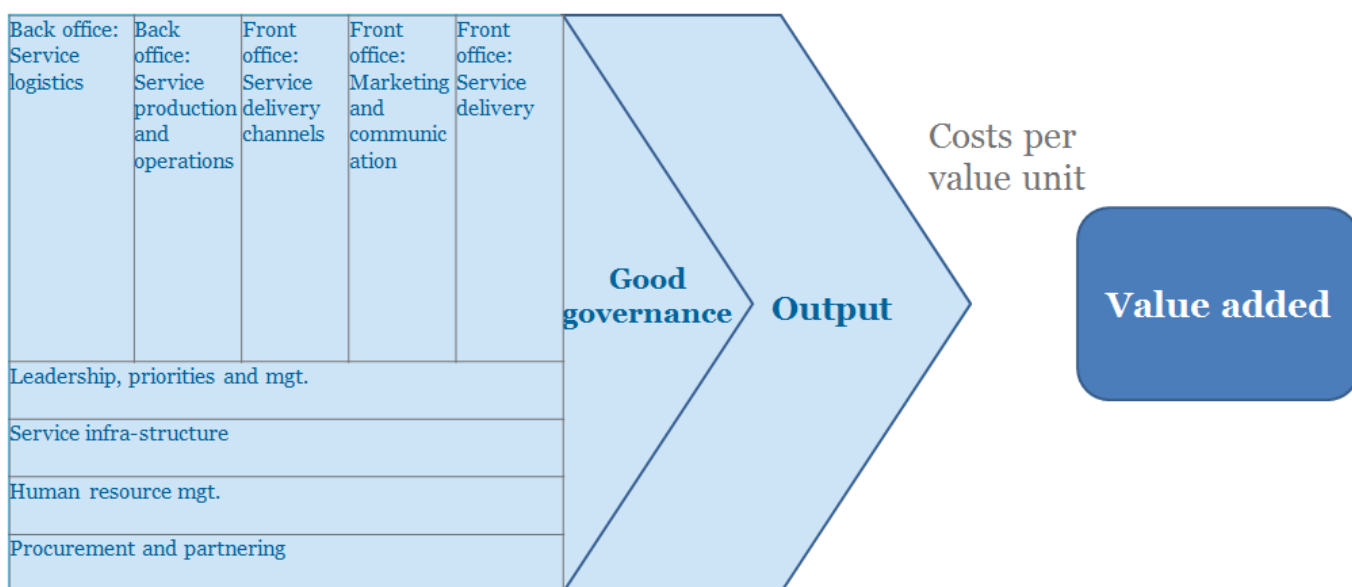 Back office:
Service
logistics
Back
office:
Service
production
and
operations
Front
office:
Service
delivery
channels
Front
office:
Marketing
and
communic
ation
Front
office:
Service
delivery
Leadership, priorities and mgt.
Service infra-structure
Human resource mgt.
Procurement and partnering
Good
governance
Output
Costs per
value unit
Value added